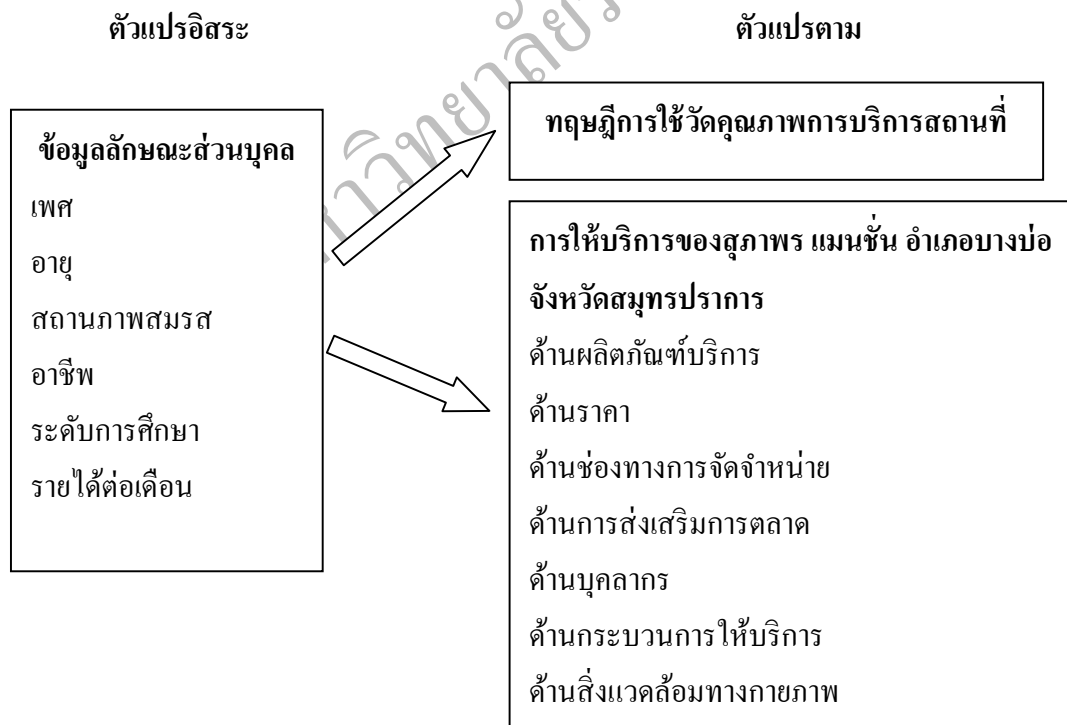 ตัวแปรอิสระ
ตัวแปรตาม
ข้อมูลลักษณะส่วนบุคล
เพศ
อายุ
สถานภาพสมรส
อาชีพ
ระดับการศึกษา
รายได้ต่อเดือน
ทฤษฎีการใช้วัดคุณภาพการบริการสถานที่
การให้บริการของสุภาพร แมนชั่น อำเภอบางบ่อ
จังหวัดสมุทรปราการ
ด้านผลิตภัณฑ์บริการ
ด้านราคา
ด้านช่องทางการจัดจำหน่าย
ด้านการส่งเสริมการตลาด
ด้านบุคลากร
ด้านกระบวนการให้บริการ
ด้านสิ่งแวดล้อมทางกายภาพ